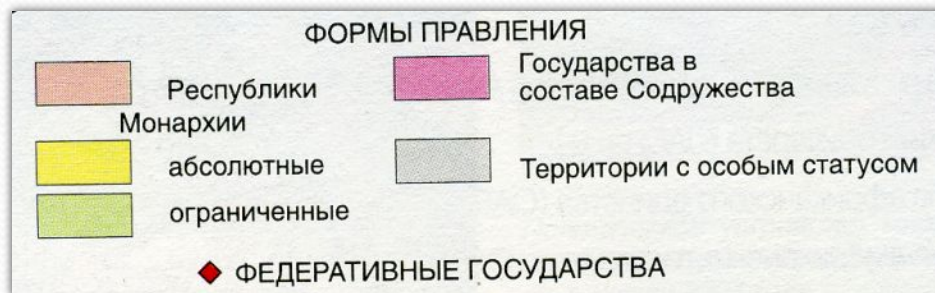 ФОРМЫ ПРАВЛЕНИЯ
Республики
Монархии
абсолютные
ограниченные
Государства в
составе Содружества
Территории с особым статусом
ФЕДЕРАТИВНЫЕ ГОСУДАРСТВА